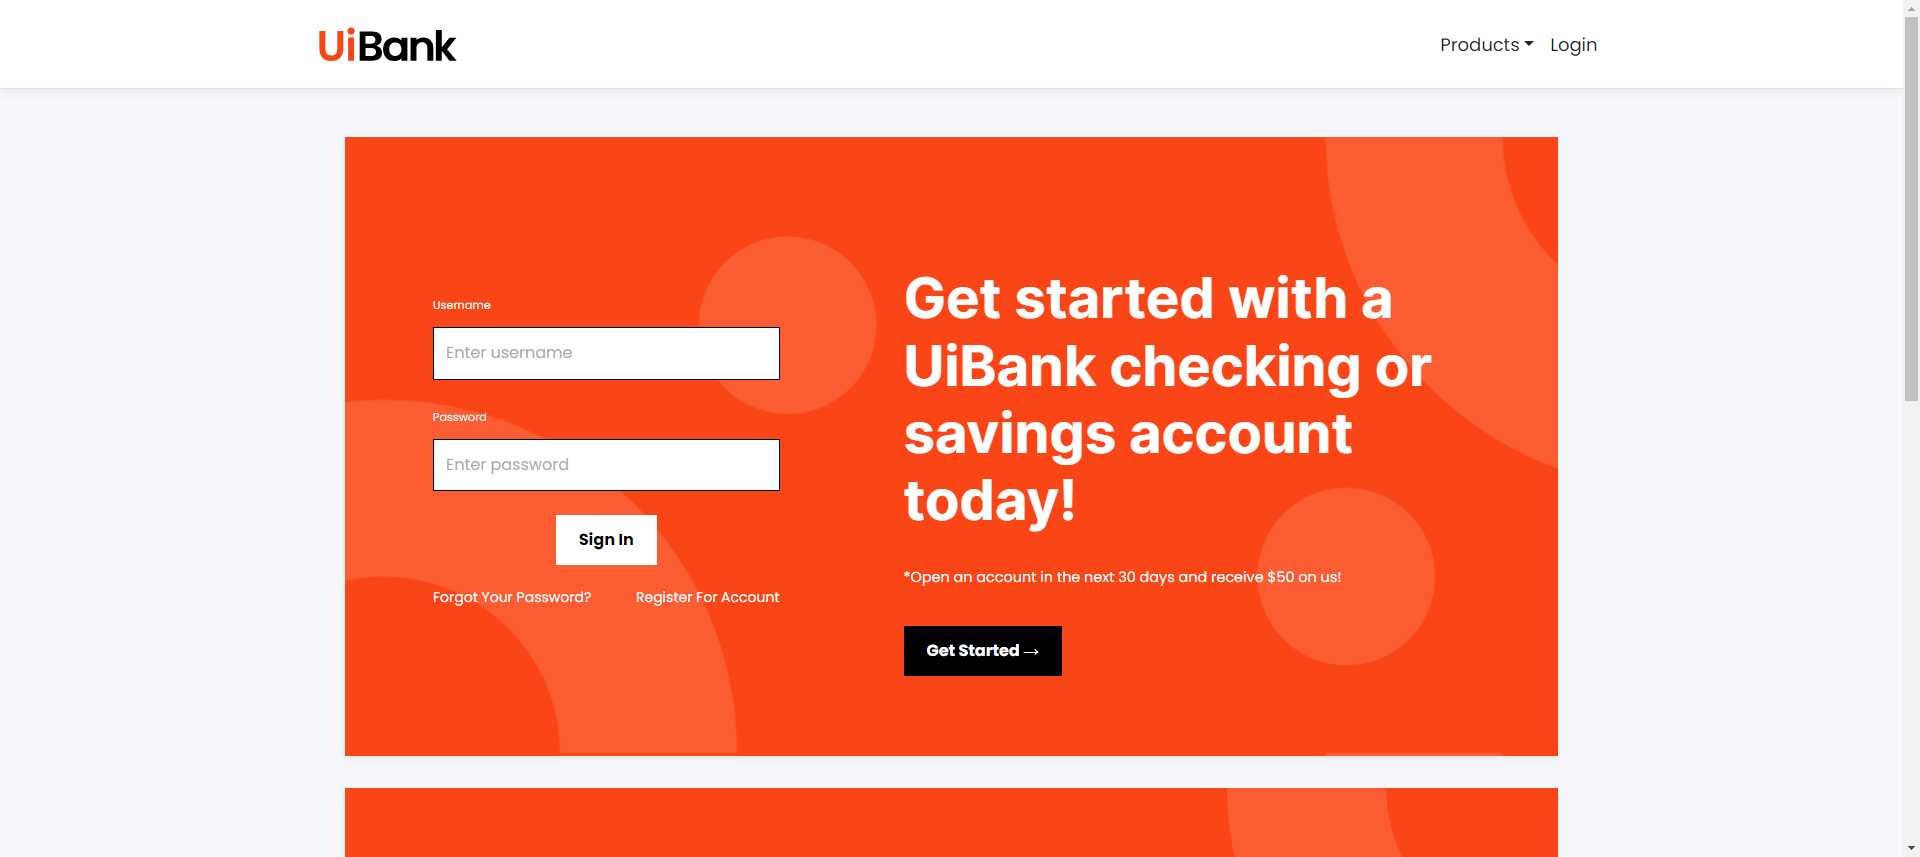 UiBank
Products
Login
Username
Enter username
Password
Enter password
Sign In
Forgot Your Password?
Register For Account
Get started with a
UiBank checking or
savings account
today!
*Open an account in the next 30 days and receive $50 on us!
Get Started →